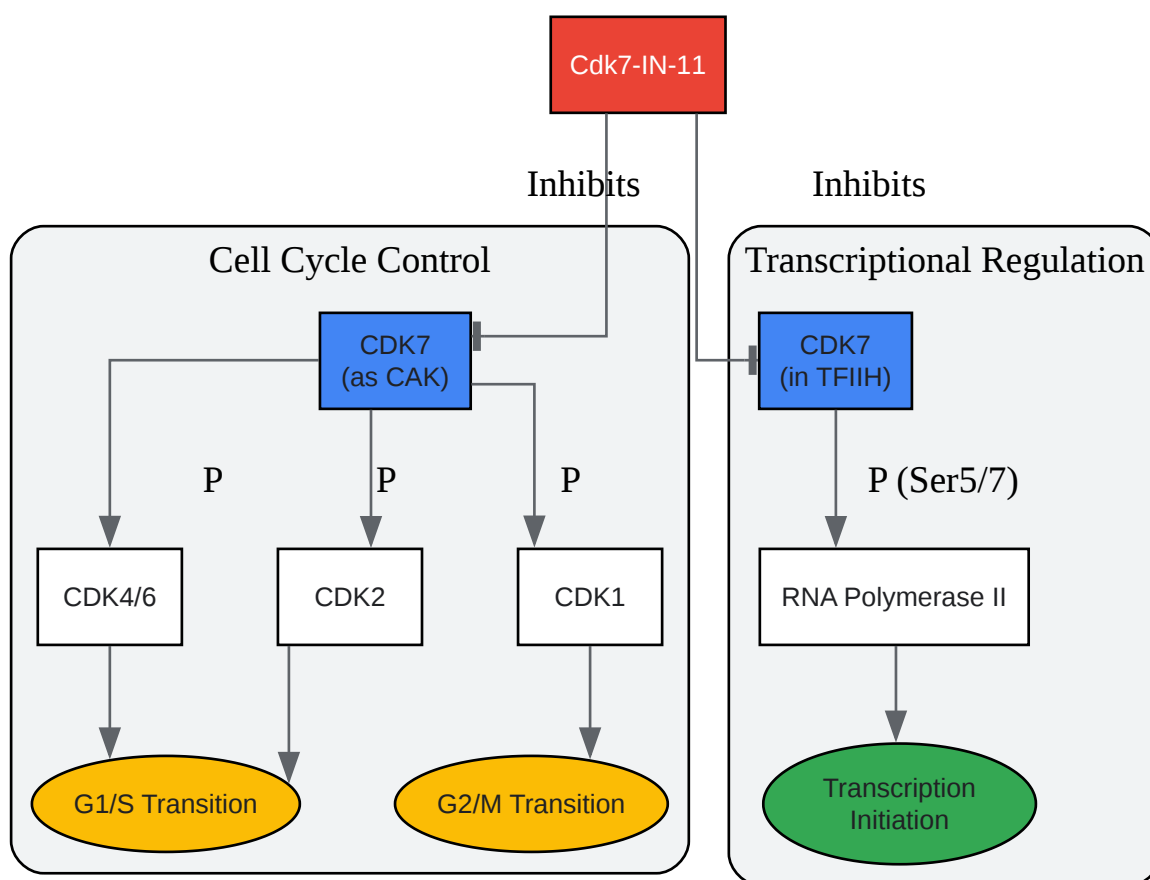 Cdk7-IN-11
Inhibits
Inhibits
Cell Cycle Control
Transcriptional Regulation
CDK7
(as CAK)
CDK7
(in TFIIH)
P
P
P
P (Ser5/7)
CDK4/6
CDK2
CDK1
RNA Polymerase II
G1/S Transition
G2/M Transition
Transcription
Initiation